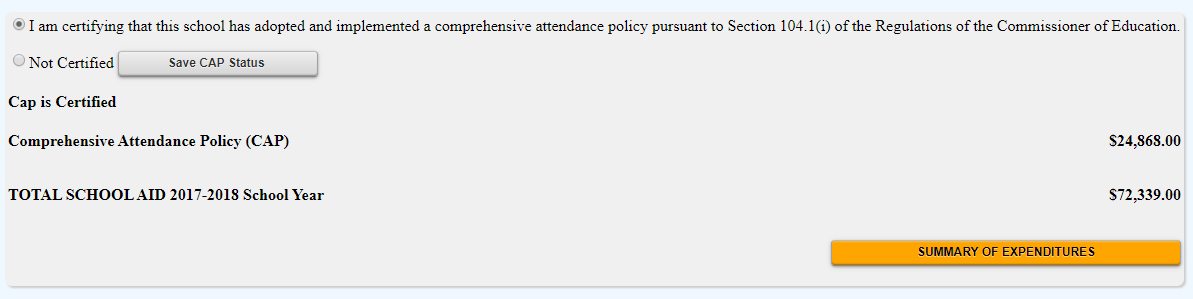 I am certifying that this school has adopted and implemented a comprehensive attendance policy pursuant to Section 104.1(i) of the Regulations of the Commissioner of Education.
Not Certified Save CAP Status
Cap is Certified
Comprehensive Attendance Policy (CAP) $24,868.00
TOTAL SCHOOL AID 2017-2018 School Year $72,339.00
SUMMARY OF EXPENDITURES